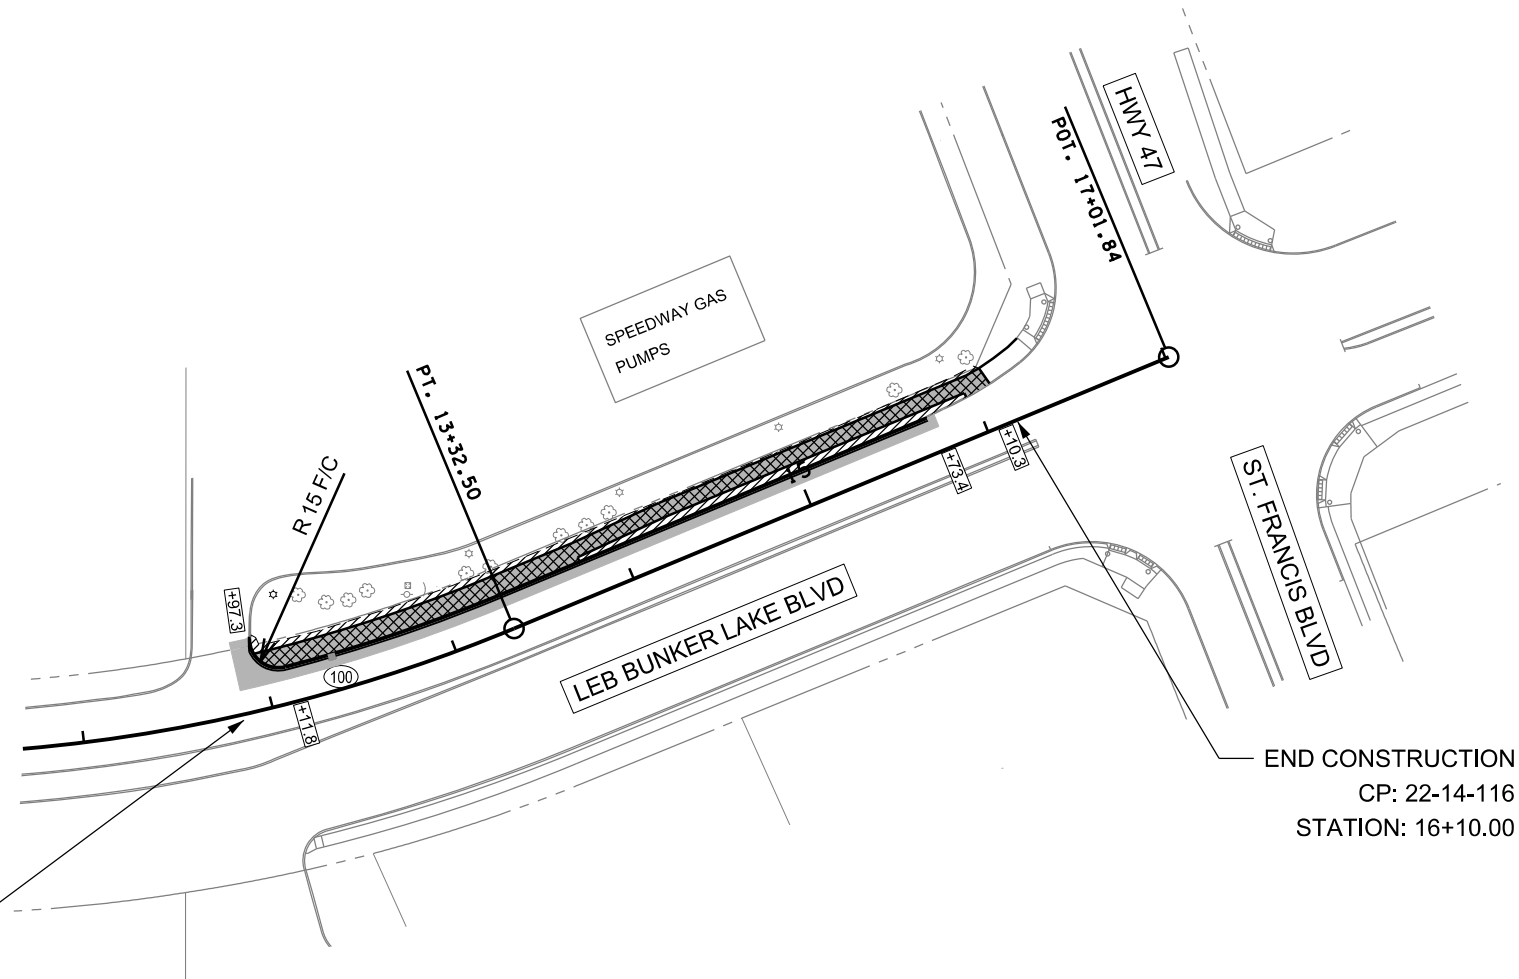 HWY 47
POT. 17+01.84
SPEEDWAY GAS
PUMPS
PT. 13+32.50
R 15 F/C
15
+10.3
+73.4
ST. FRANCIS BLVD
+97.3
LEB BUNKER LAKE BLVD
100
+11.8
END CONSTRUCTION
CP: 22-14-116
STATION: 16+10.00